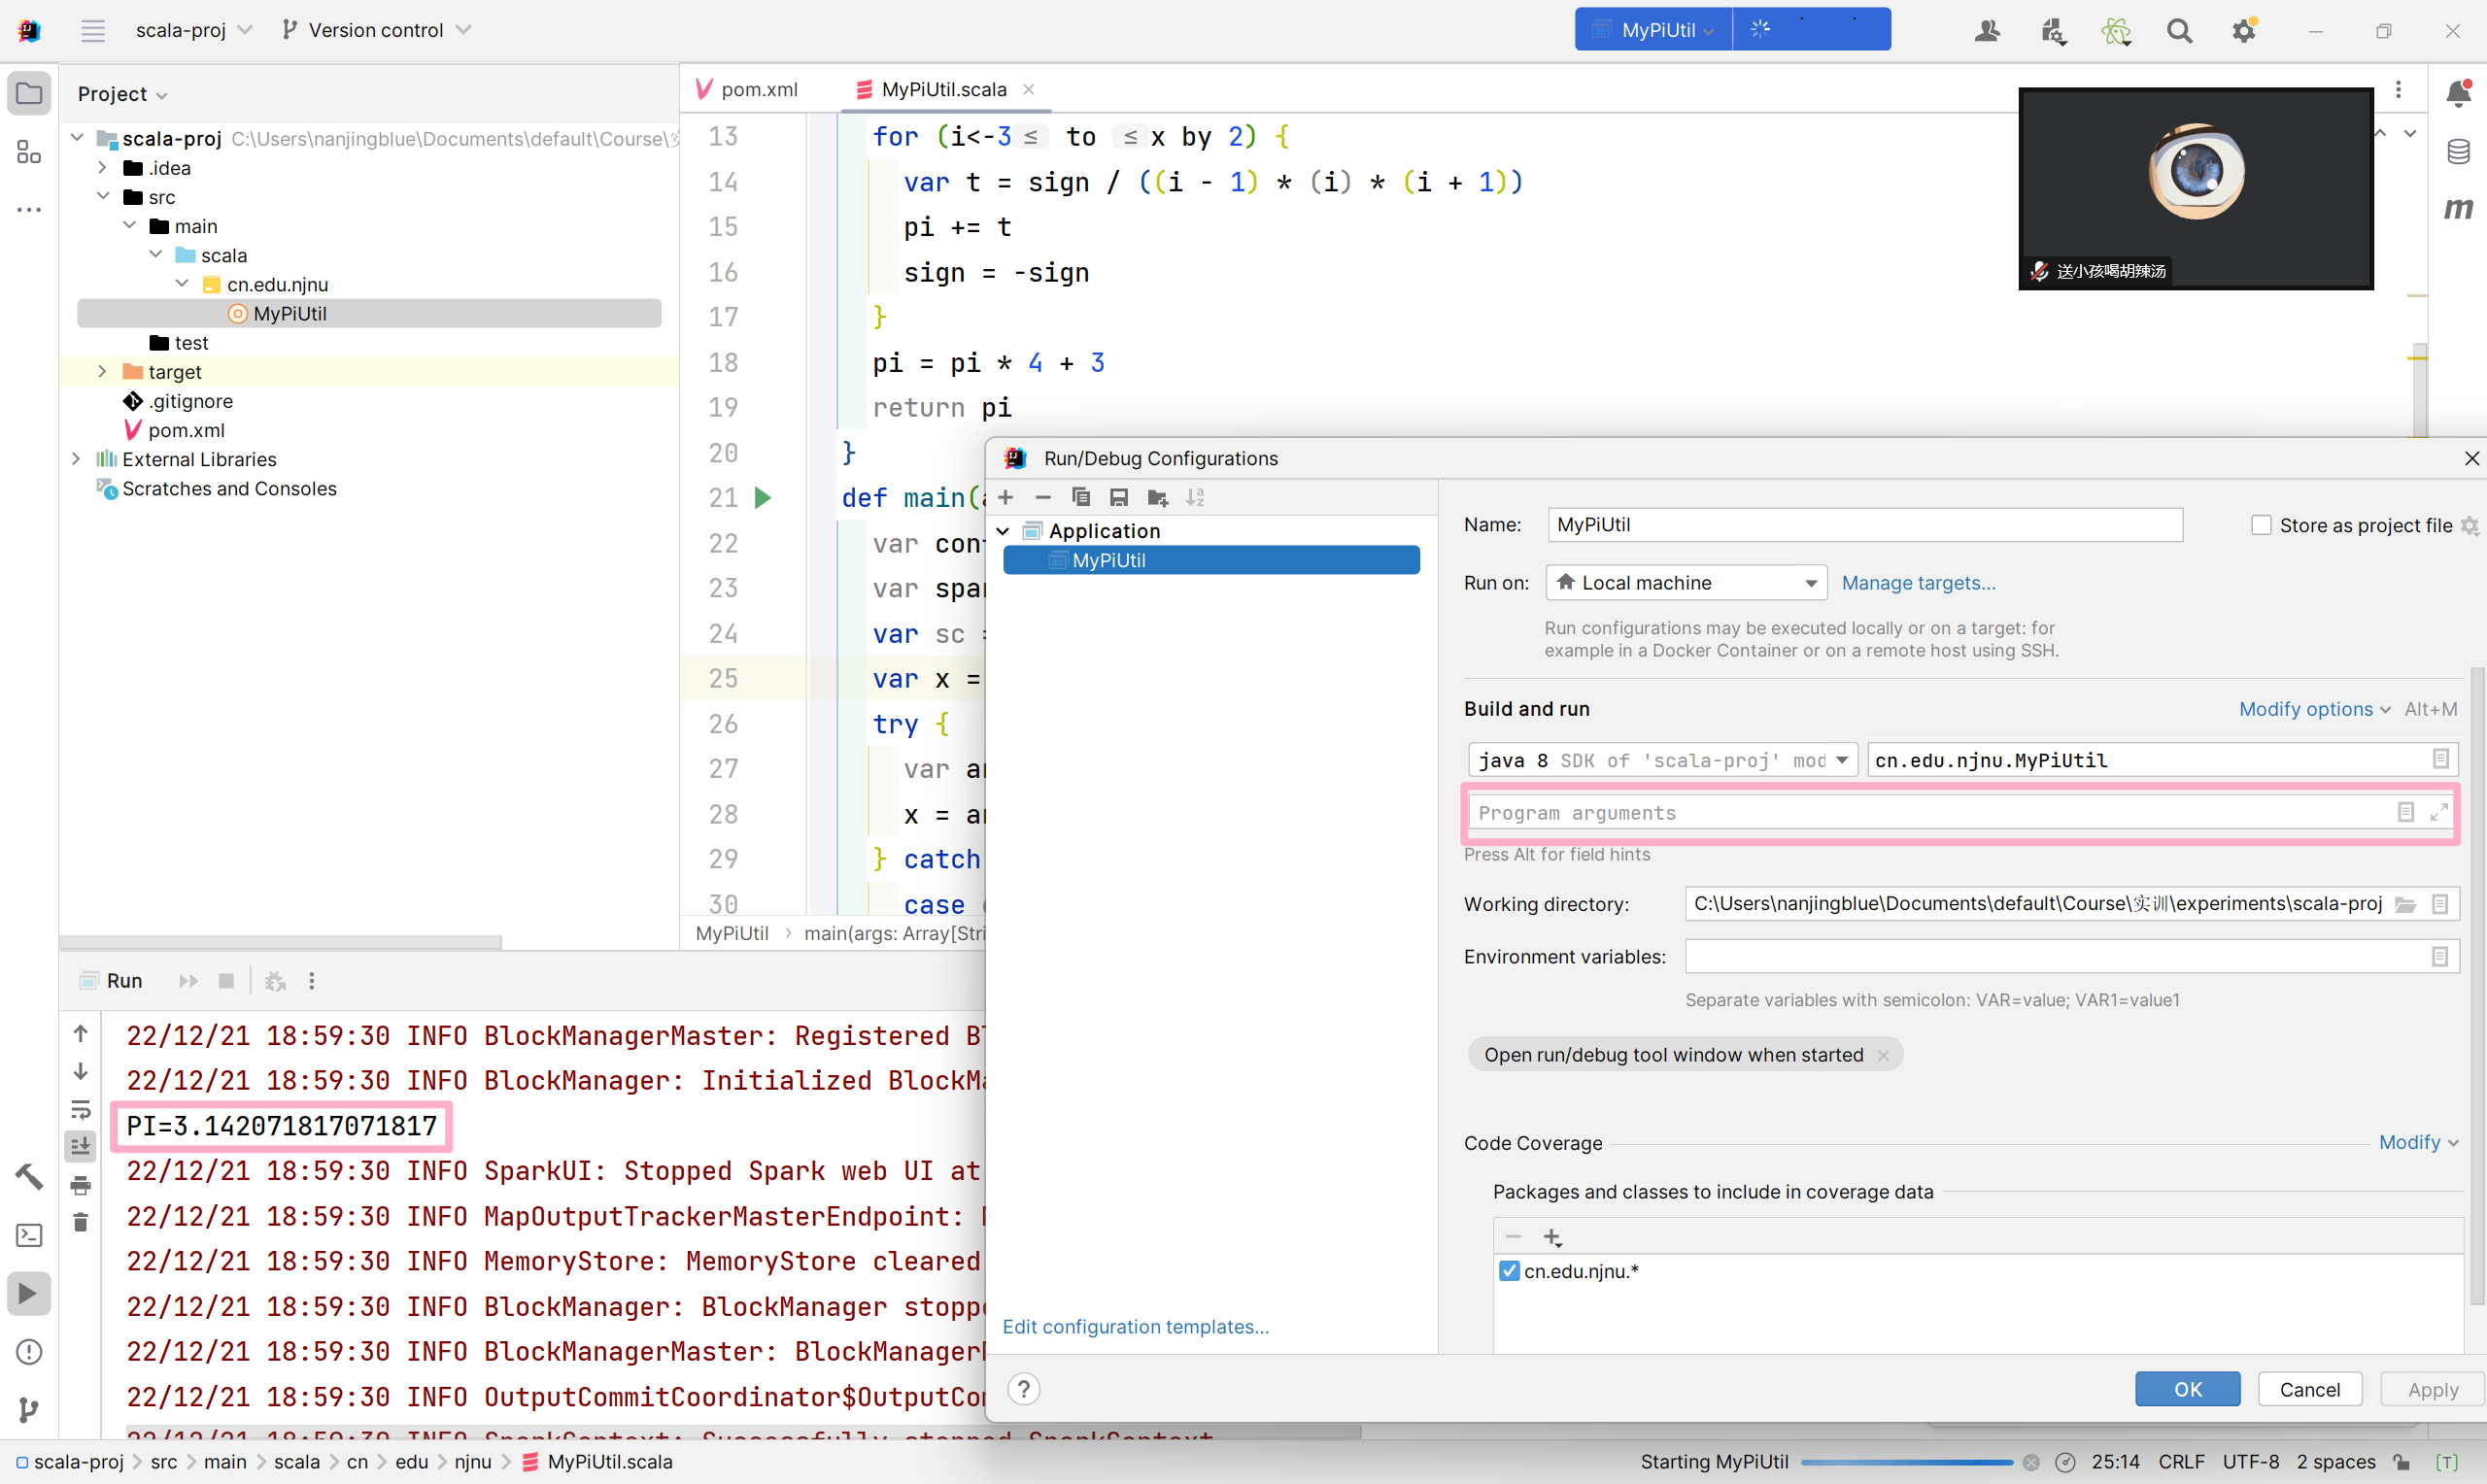 scala-proj
Version control
MyPiUtil
Project
scala-proj C:\Users\nanjingblue\Documents\default\Course\
.idea
src
main
scala
cn.edu.njnu
MyPiUtil
test
target
.gitignore
pom.xml
External Libraries
Scratches and Consoles
pom.xml
MyPiUtil.scala
13 for (i<-3 ≤ to ≤ x by 2) {
14 var t = sign / ((i - 1) * (i) * (i + 1))
15 pi += t
16 sign = -sign
17 }
18 pi = pi * 4 + 3
19 return pi
20 }
21 def main(
22 var con
23 var spa
24 var sc =
25 var x =
26 try {
27 var a
28 x = a
29 } catch
30 case
MyPiUtil > main(args: Array[Stri
送小孩喝胡辣汤
m
Run/Debug Configurations
Application
MyPiUtil
Edit configuration templates...
Name: MyPiUtil
Store as project file
Run on: Local machine
Manage targets...
Run configurations may be executed locally or on a target: for
example in a Docker Container or on a remote host using SSH.
Build and run
Modify options Alt+M
java 8 SDK of 'scala-proj' mod
cn.edu.njnu.MyPiUtil
Program arguments
Press Alt for field hints
Working directory: C:\Users\nanjingblue\Documents\default\Course\实训\experiments\scala-proj
Environment variables:
Separate variables with semicolon: VAR=value; VAR1=value1
Open run/debug tool window when started
Code Coverage
Modify
Packages and classes to include in coverage data
cn.edu.njnu.*
?
OK
Cancel
Apply
Run
22/12/21 18:59:30 INFO BlockManagerMaster: Registered B
22/12/21 18:59:30 INFO BlockManager: Initialized BlockM
PI=3.142071817071817
22/12/21 18:59:30 INFO SparkUI: Stopped Spark web UI at
22/12/21 18:59:30 INFO MapOutputTrackerMasterEndpoint:
22/12/21 18:59:30 INFO MemoryStore: MemoryStore cleared
22/12/21 18:59:30 INFO BlockManager: BlockManager stopp
22/12/21 18:59:30 INFO BlockManagerMaster: BlockManager
22/12/21 18:59:30 INFO OutputCommitCoordinator$OutputCo
22/12/21 18:59:30 INFO SparkContext: Successfully stopped SparkContext
scala-proj > src > main > scala > cn > edu > njnu > MyPiUtil.scala
Starting MyPiUtil
25:14 CRLF UTF-8 2 spaces [T]